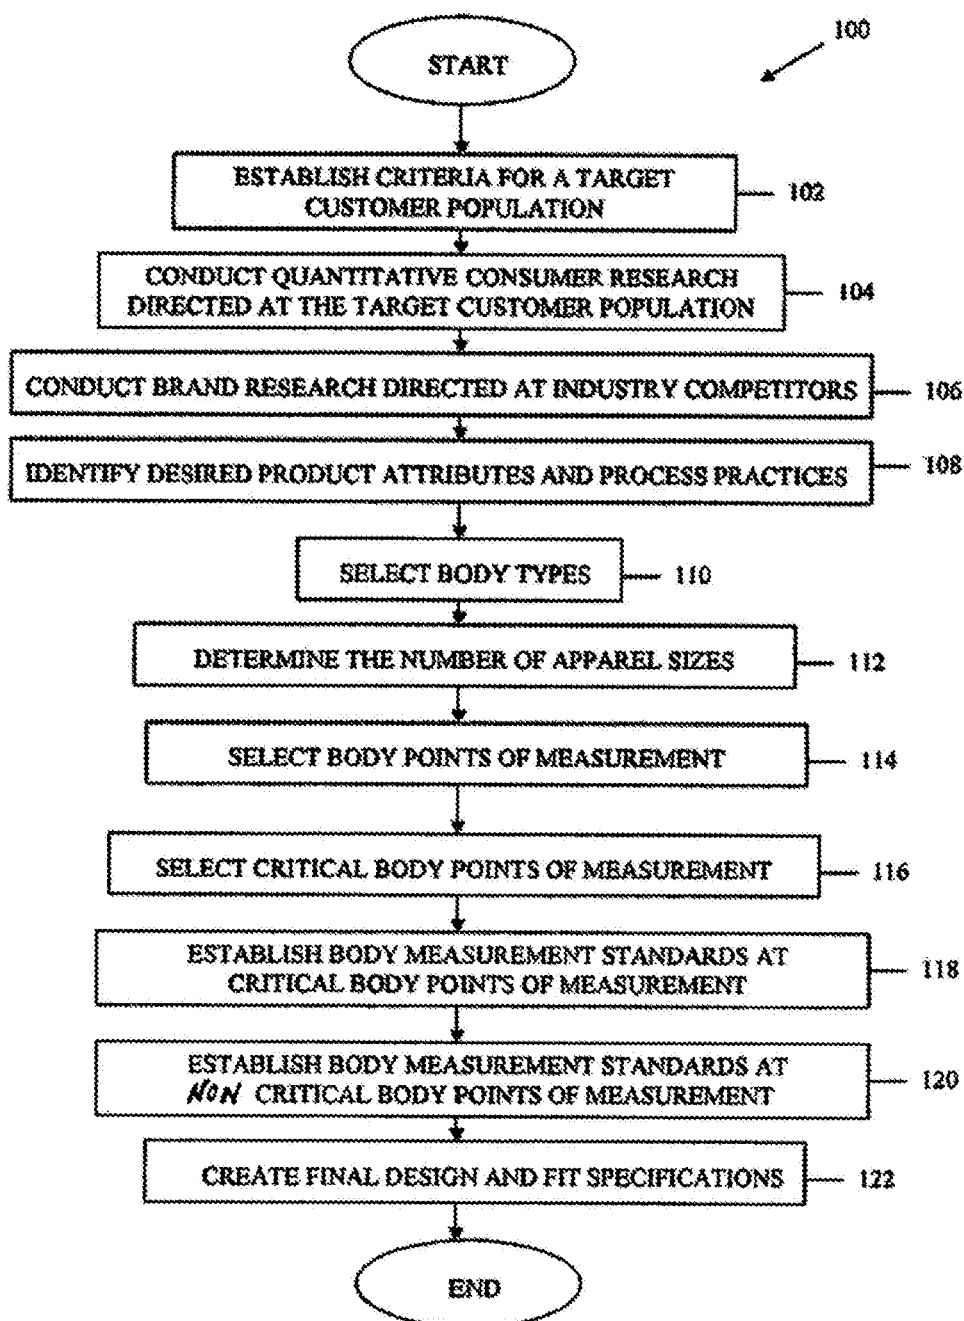 100
START
ESTABLISH CRITERIA FOR A TARGET
CUSTOMER POPULATION
102
CONDUCT QUANTITATIVE CONSUMER RESEARCH
DIRECTED AT THE TARGET CUSTOMER POPULATION
104
CONDUCT BRAND RESEARCH DIRECTED AT INDUSTRY COMPETITORS
106
IDENTIFY DESIRED PRODUCT ATTRIBUTES AND PROCESS PRACTICES
108
SELECT BODY TYPES
110
DETERMINE THE NUMBER OF APPAREL SIZES
112
SELECT BODY POINTS OF MEASUREMENT
114
SELECT CRITICAL BODY POINTS OF MEASUREMENT
116
ESTABLISH BODY MEASUREMENT STANDARDS AT
CRITICAL BODY POINTS OF MEASUREMENT
118
ESTABLISH BODY MEASUREMENT STANDARDS AT
NON CRITICAL BODY POINTS OF MEASUREMENT
120
CREATE FINAL DESIGN AND FIT SPECIFICATIONS
122
END